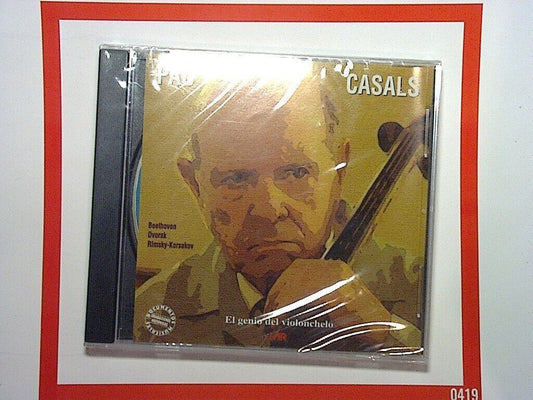 CASALS
Beethoven
Dvorak
Rimsky-Korsakov
El genio del violonchelo
0419